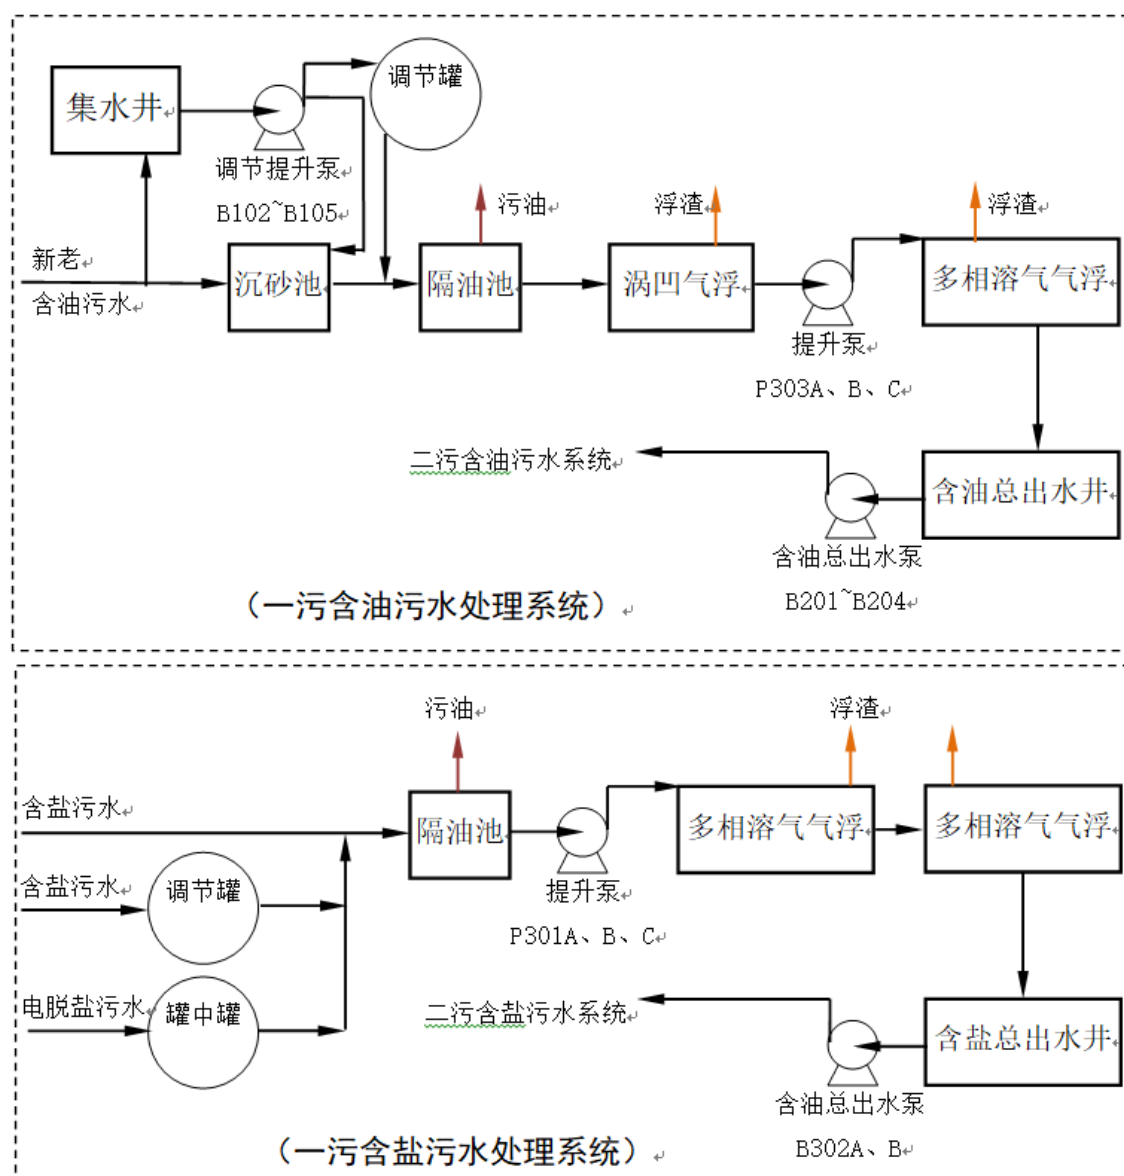 集水井
调节罐
调节提升泵
B102~B105
污油
浮渣
浮渣
新老
含油污水
沉砂池
隔油池
涡凹气浮
多相溶气气浮
提升泵
P303A、B、C
二污含油污水系统
含油总出水井
含油总出水泵
B201~B204
（一污含油污水处理系统）
污油
浮渣
含盐污水
隔油池
多相溶气气浮
多相溶气气浮
含盐污水
调节罐
提升泵
P301A、B、C
电脱盐污水
罐中罐
二污含盐污水系统
含盐总出水井
含油总出水泵
B302A、B
（一污含盐污水处理系统）